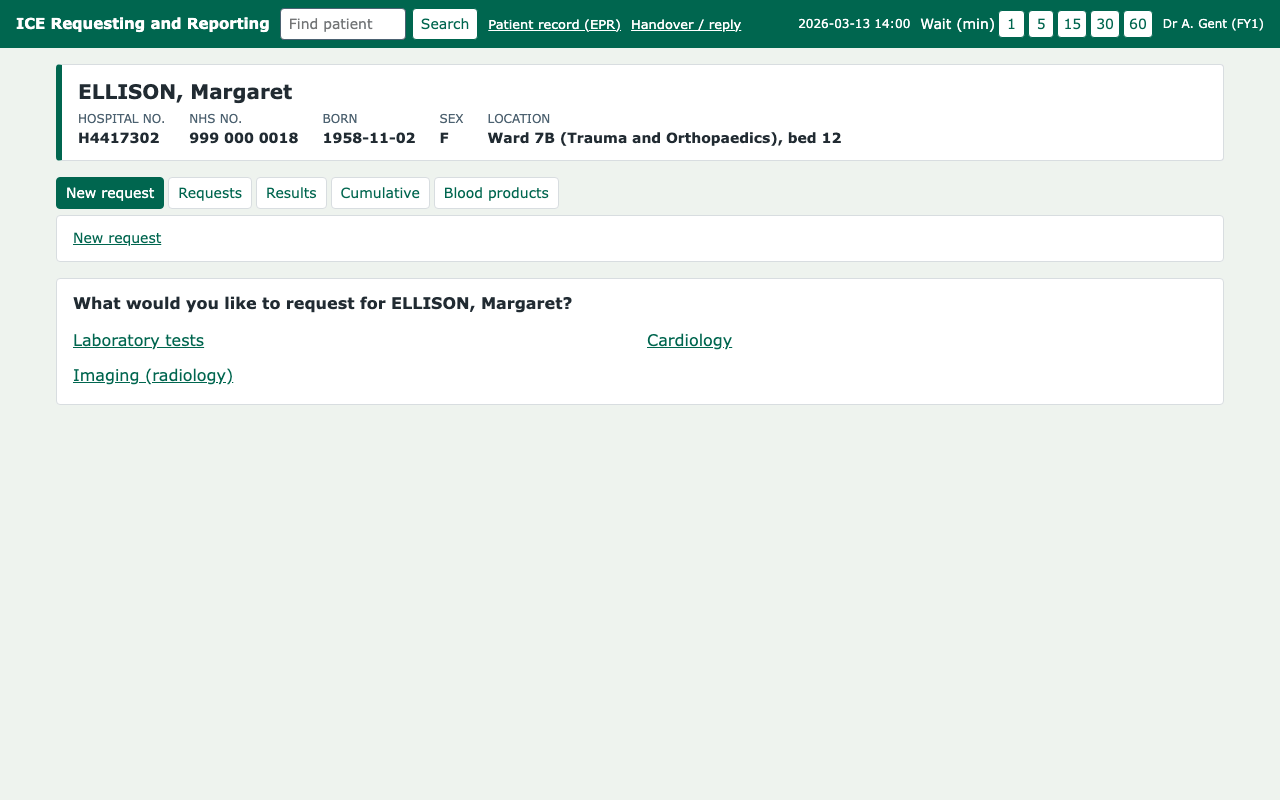 ICE Requesting and Reporting Find patient Search Patient record (EPR) Handover / reply 2026-03-13 14:00 Wait (min) 1 5 15 30 60 Dr A. Gent (FY1)
ELLISON, Margaret
HOSPITAL NO. NHS NO. BORN SEX LOCATION
H4417302 999 000 0018 1958-11-02 F Ward 7B (Trauma and Orthopaedics), bed 12
New request Requests Results Cumulative Blood products
New request
What would you like to request for ELLISON, Margaret?
Laboratory tests Cardiology
Imaging (radiology)